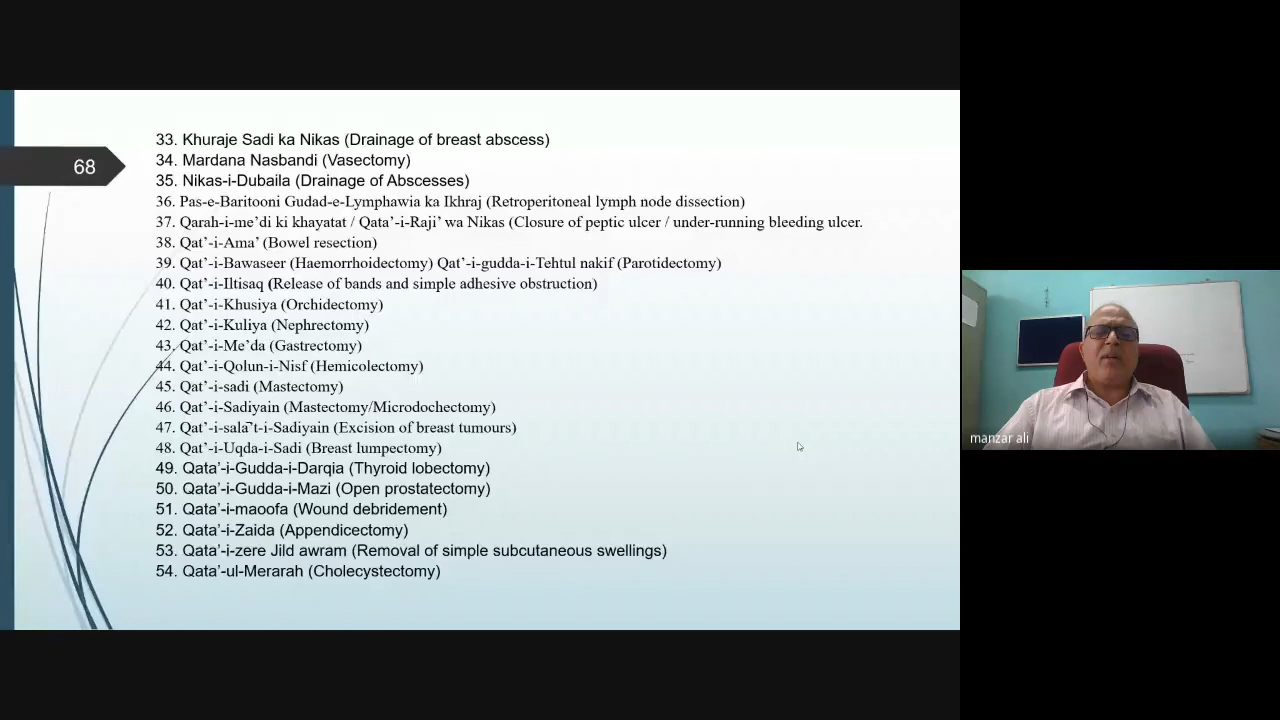 68
33. Khuraje Sadi ka Nikas (Drainage of breast abscess)
34. Mardana Nasbandi (Vasectomy)
35. Nikas-i-Dubaila (Drainage of Abscesses)
36. Pas-e-Baritooni Gudad-e-Lymphawia ka Ikhraj (Retroperitoneal lymph node dissection)
37. Qarah-i-me’di ki khayatat / Qata’-i-Raji’ wa Nikas (Closure of peptic ulcer / under-running bleeding ulcer.
38. Qat’-i-Ama’ (Bowel resection)
39. Qat’-i-Bawaseer (Haemorrhoidectomy) Qat’-i-gudda-i-Tehtul nakif (Parotidectomy)
40. Qat’-i-Iltisaq (Release of bands and simple adhesive obstruction)
41. Qat’-i-Khusiya (Orchidectomy)
42. Qat’-i-Kuliya (Nephrectomy)
43. Qat’-i-Me’da (Gastrectomy)
44. Qat’-i-Qolun-i-Nisf (Hemicolectomy)
45. Qat’-i-sadi (Mastectomy)
46. Qat’-i-Sadiyain (Mastectomy/Microdochectomy)
47. Qat’-i-sala ̄t-i-Sadiyain (Excision of breast tumours)
48. Qat’-i-Uqda-i-Sadi (Breast lumpectomy)
49. Qata’-i-Gudda-i-Darqia (Thyroid lobectomy)
50. Qata’-i-Gudda-i-Mazi (Open prostatectomy)
51. Qata’-i-maoofa (Wound debridement)
52. Qata’-i-Zaida (Appendicectomy)
53. Qata’-i-zere Jild awram (Removal of simple subcutaneous swellings)
54. Qata’-ul-Merarah (Cholecystectomy)
manzar ali